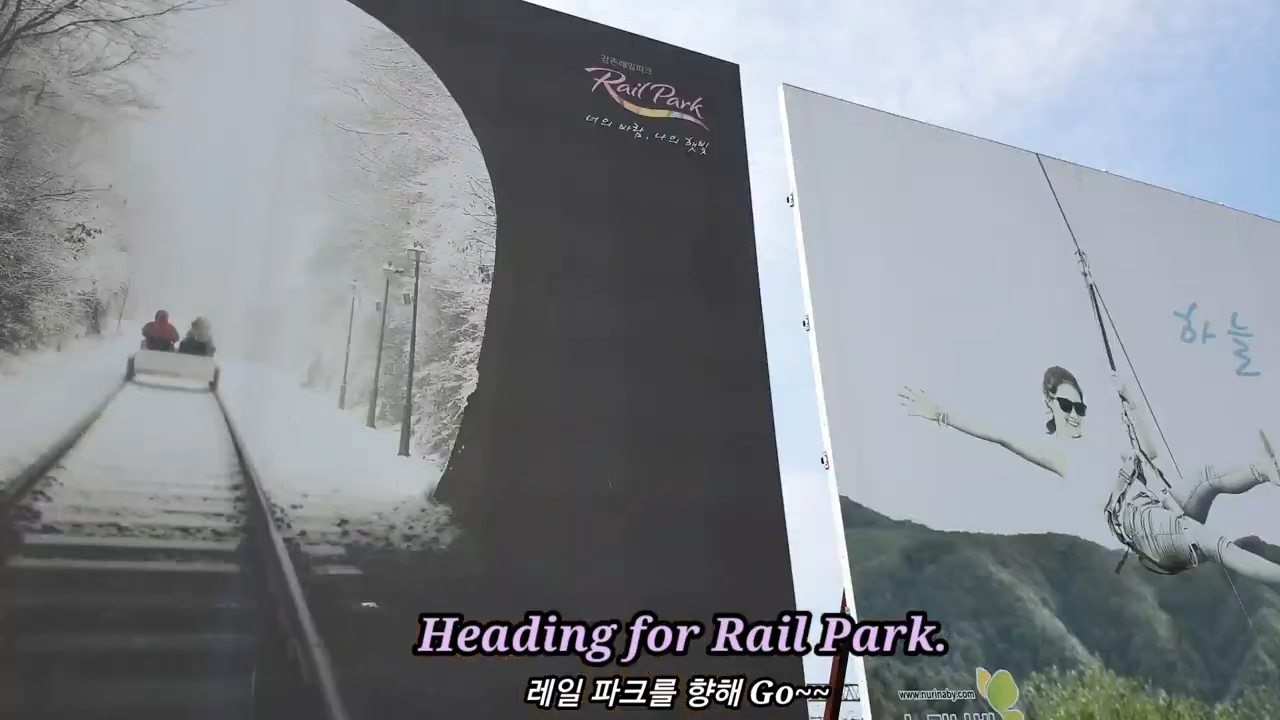 강촌레일파크
Rail Park
너의 바람, 나의 햇빛
하늘
www.nurinaby.com
Heading for Rail Park.
레일 파크를 향해 Go~~